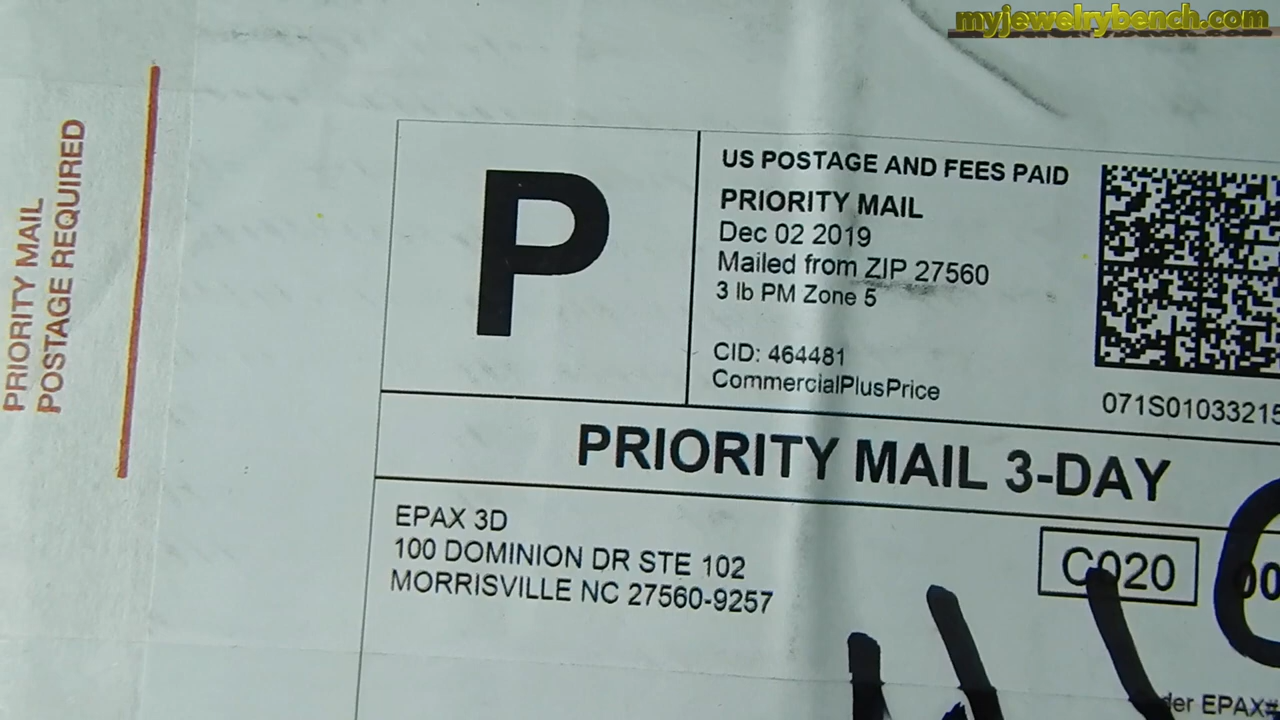 myjewelrybench.com
PRIORITY MAIL
POSTAGE REQUIRED
P
US POSTAGE AND FEES PAID
PRIORITY MAIL
Dec 02 2019
Mailed from ZIP 27560
3 lb PM Zone 5
CID: 464481
CommercialPlusPrice
071S01033215
PRIORITY MAIL 3-DAY
EPAX 3D
100 DOMINION DR STE 102
MORRISVILLE NC 27560-9257
C020
EPAX#